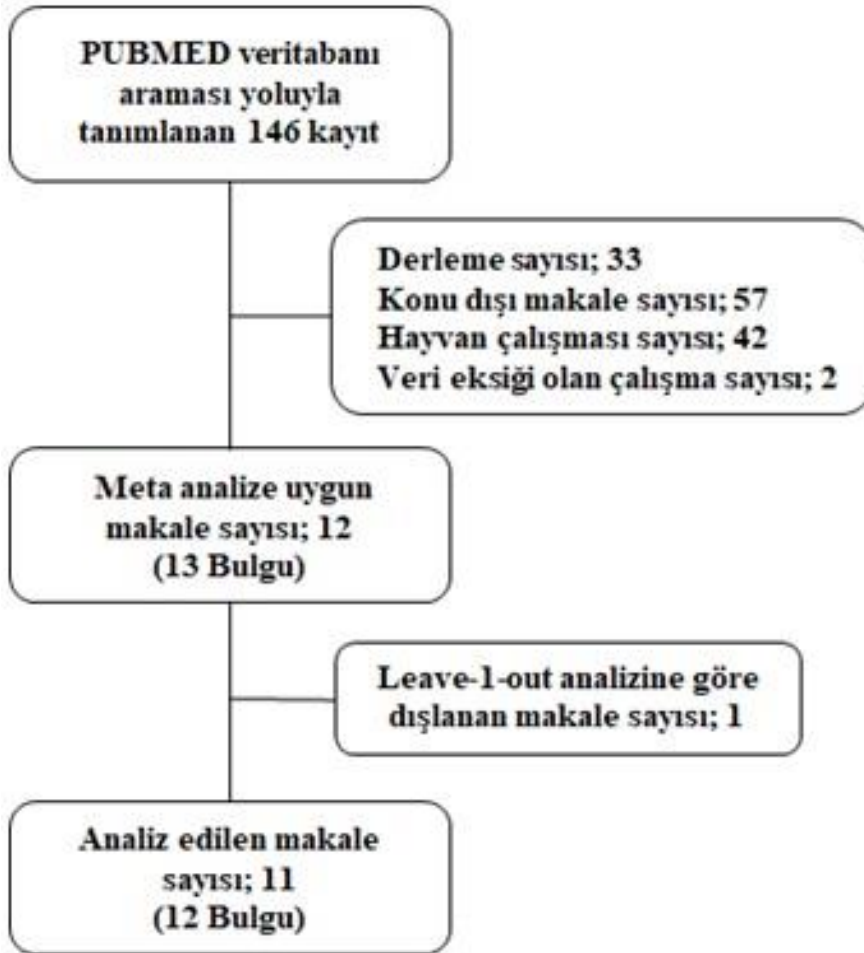 PUBMED veritabanı
araması yoluyla
tanımlanan 146 kayıt
Derleme sayısı; 33
Konu dışı makale sayısı; 57
Hayvan çalışması sayısı; 42
Veri eksiği olan çalışma sayısı; 2
Meta analize uygun
makale sayısı; 12
(13 Bulgu)
Leave-1-out analizine göre
dışlanan makale sayısı; 1
Analiz edilen makale
sayısı; 11
(12 Bulgu)